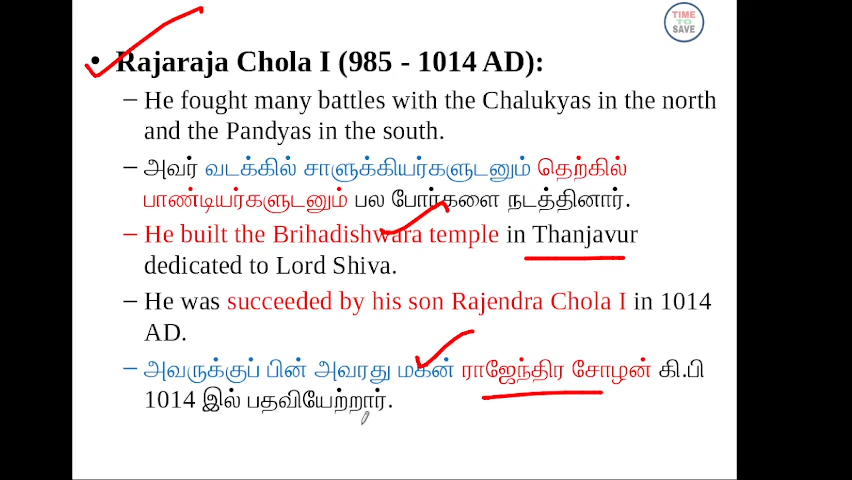 TIME
TO
SAVE
• Rajaraja Chola I (985 - 1014 AD):
– He fought many battles with the Chalukyas in the north
and the Pandyas in the south.
– அவர் வடக்கில் சாளுக்கியர்களுடனும் தெற்கில்
பாண்டியர்களுடனும் பல போர்களை நடத்தினார்.
– He built the Brihadishwara temple in Thanjavur
dedicated to Lord Shiva.
– He was succeeded by his son Rajendra Chola I in 1014
AD.
– அவருக்குப் பின் அவரது மகன் ராஜேந்திர சோழன் கி.பி
1014 இல் பதவியேற்றார்.